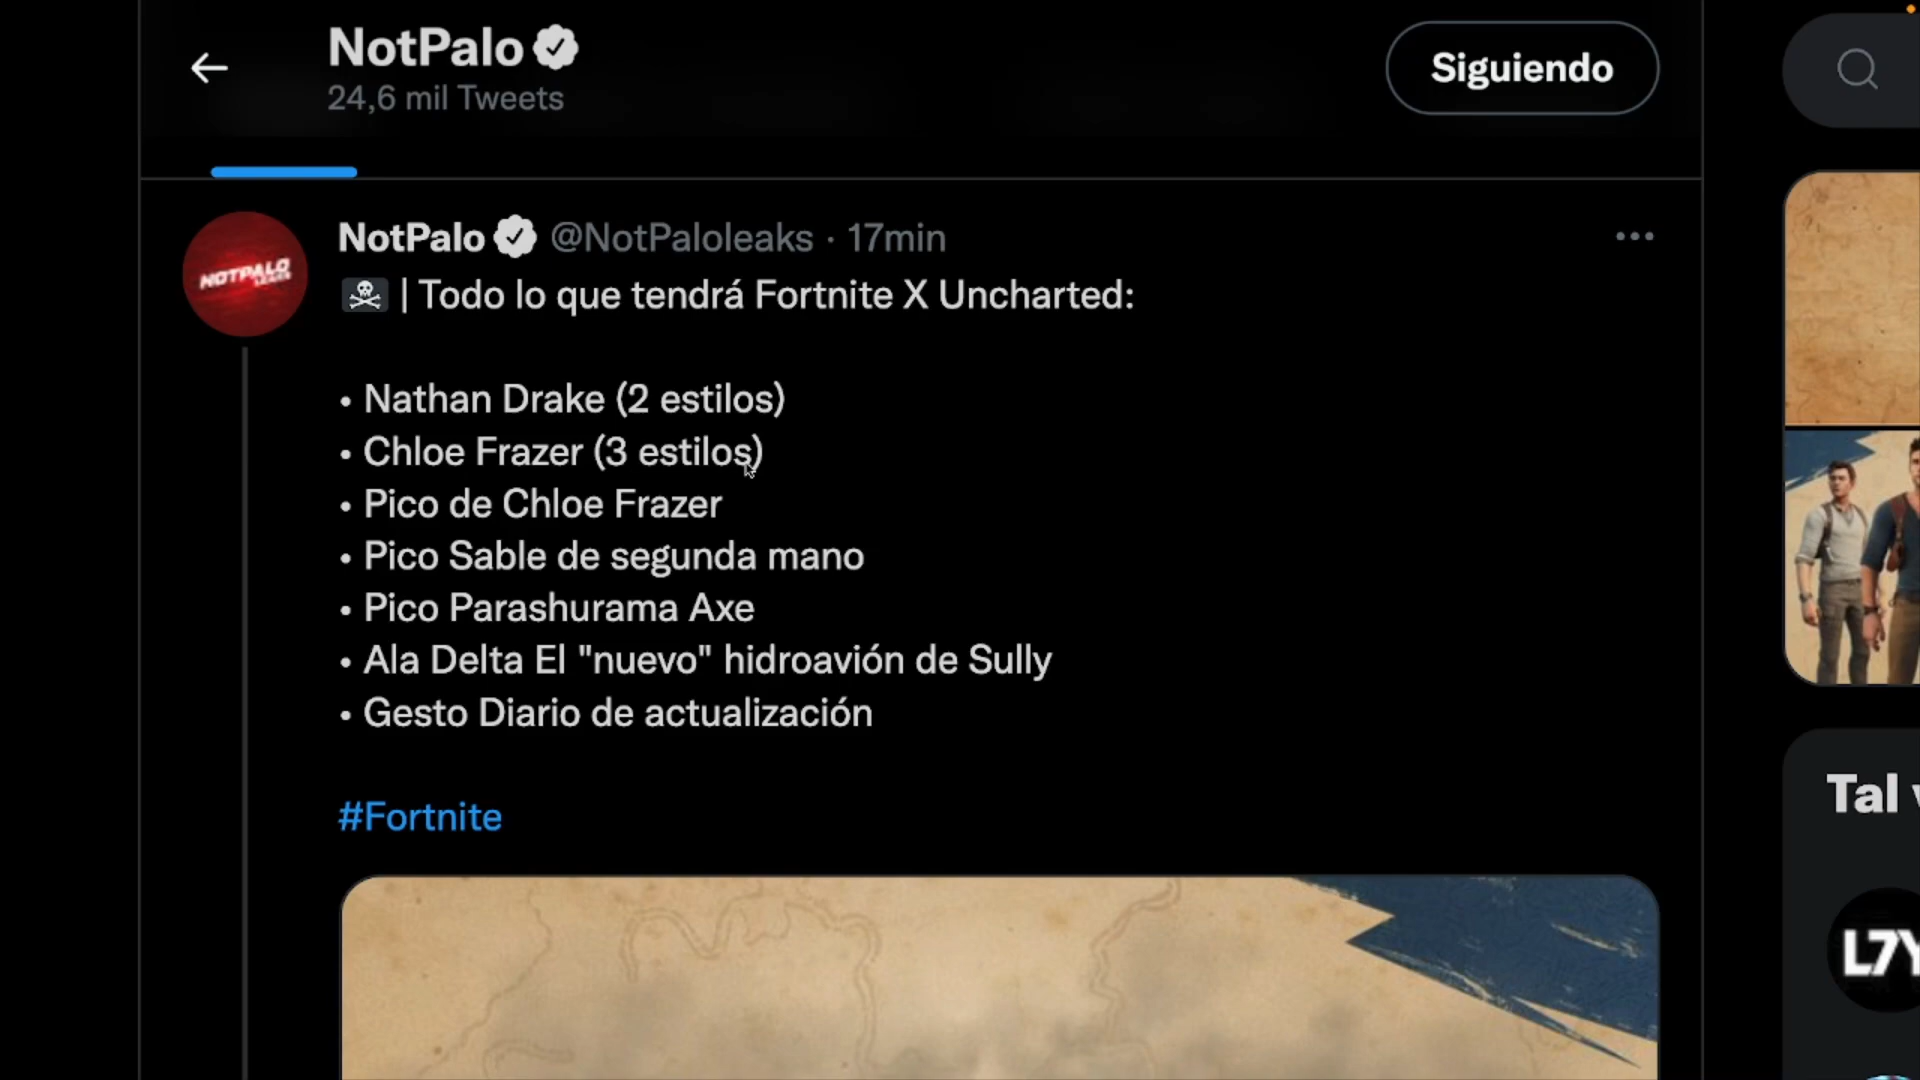 NotPalo
24,6 mil Tweets
Siguiendo
NOTPALO
NotPalo @NotPaloleaks · 17min
☠ | Todo lo que tendrá Fortnite X Uncharted:
• Nathan Drake (2 estilos)
• Chloe Frazer (3 estilos)
• Pico de Chloe Frazer
• Pico Sable de segunda mano
• Pico Parashurama Axe
• Ala Delta El "nuevo" hidroavión de Sully
• Gesto Diario de actualización
#Fortnite
Tal
L7